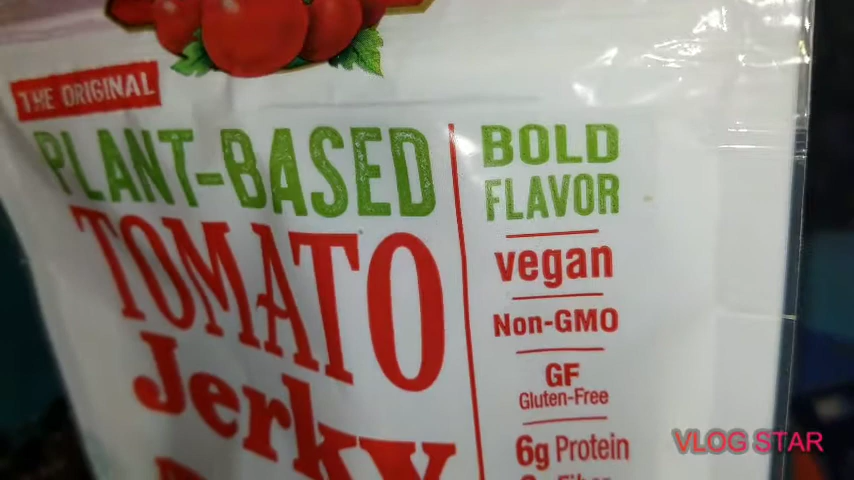 THE ORIGINAL
PLANT-BASED
TOMATO
Jerky
BOLD
FLAVOR
vegan
Non-GMO
GF
Gluten-Free
6g Protein
VLOG STAR